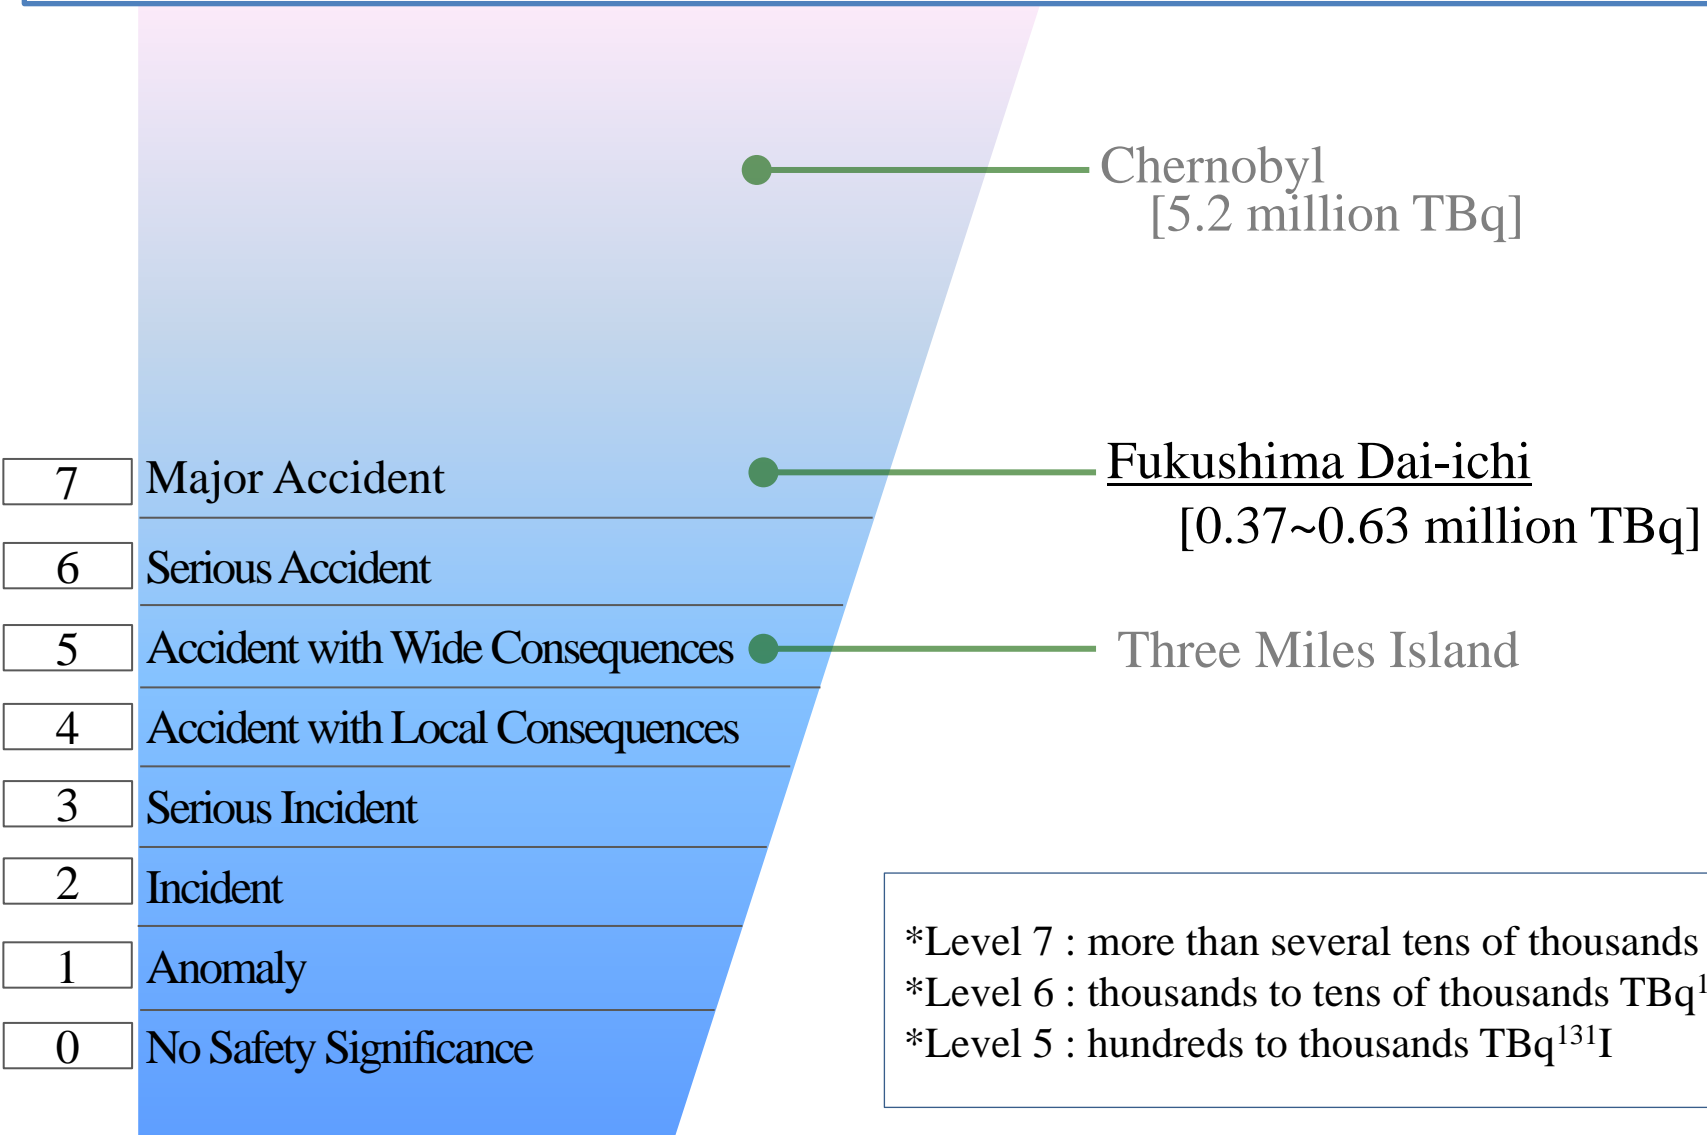 Chernobyl
[5.2 million TBq]
7 Major Accident
Fukushima Dai-ichi
[0.37~0.63 million TBq]
6 Serious Accident
5 Accident with Wide Consequences
Three Miles Island
4 Accident with Local Consequences
3 Serious Incident
2 Incident
1 Anomaly
0 No Safety Significance
*Level 7 : more than several tens of thousands
*Level 6 : thousands to tens of thousands TBq
*Level 5 : hundreds to thousands TBq¹³¹I